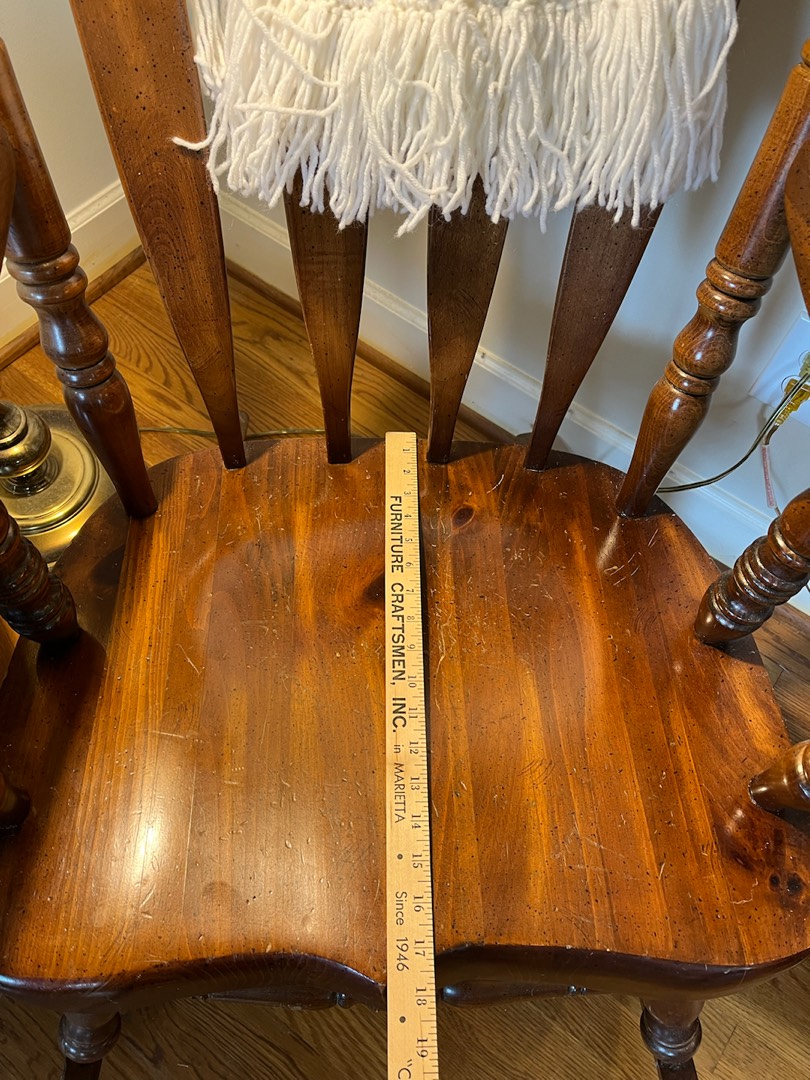 1 2 3 4 5 6 7 8 9 10 11 12 13 14 15 16 17 18 19
FURNITURE CRAFTSMEN, INC. in MARIETTA • Since 1946 • "C